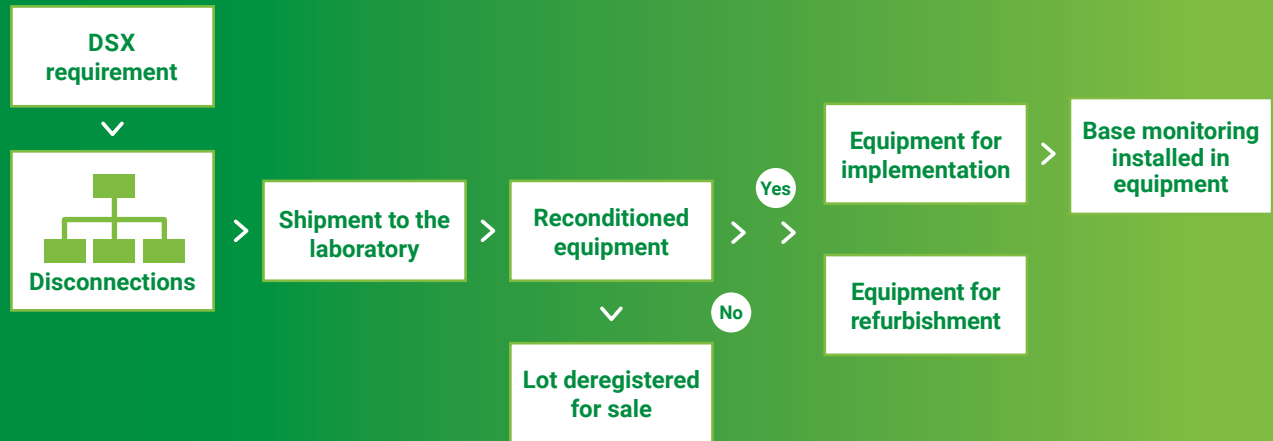 DSX
requirement
Disconnections
Shipment to the
laboratory
Reconditioned
equipment
Yes
No
Lot deregistered
for sale
Equipment for
implementation
Equipment for
refurbishment
Base monitoring
installed in
equipment